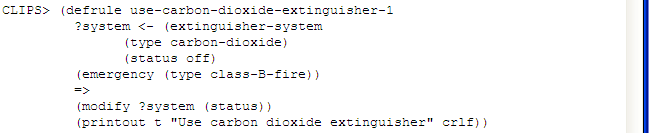 CLIPS> (defrule use-carbon-dioxide-extinguisher-1
?system <- (extinguisher-system
(type carbon-dioxide)
(status off)
(emergency (type class-B-fire))
=>
(modify ?system (status))
(printout t "Use carbon dioxide extinguisher" crlf))